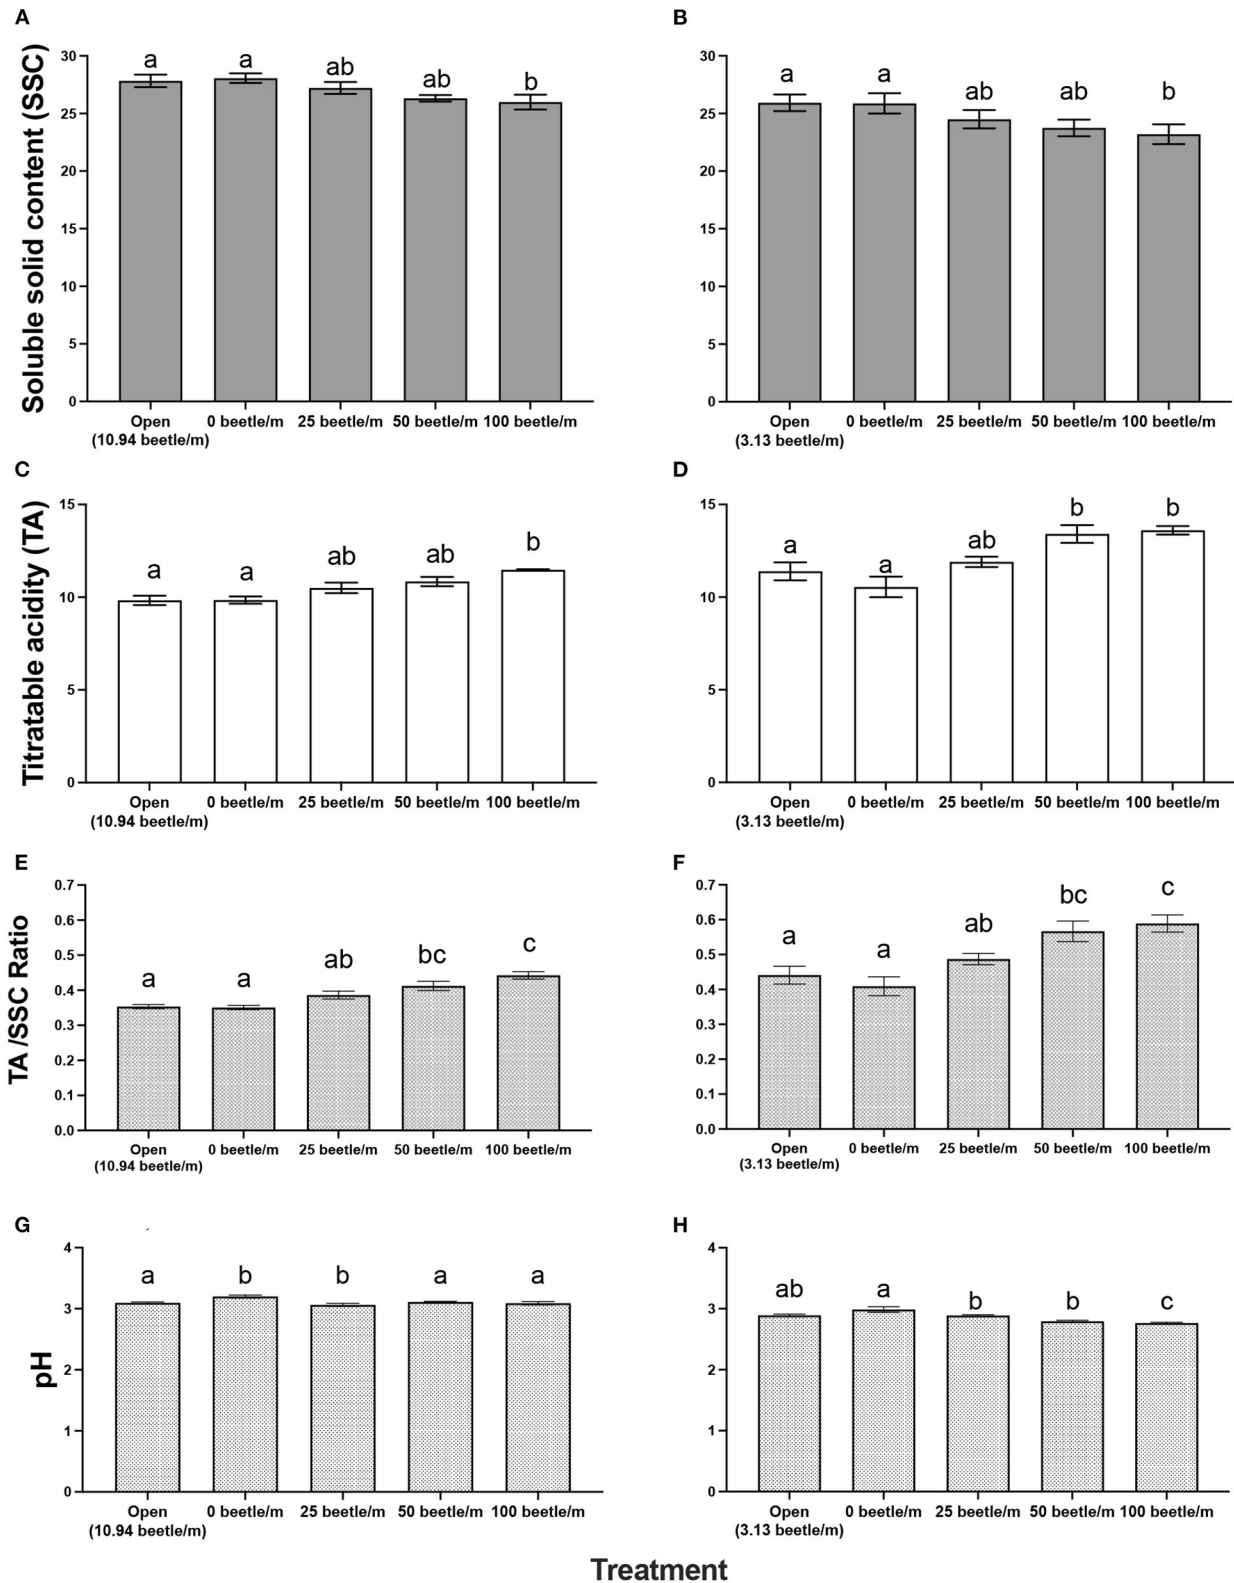 A
B
Soluble solid content (SSC)
30
25
20
15
10
5
0
a
a
ab
ab
b
Open
(10.94 beetle/m)
0 beetle/m
25 beetle/m
50 beetle/m
100 beetle/m
30
25
20
15
10
5
0
a
a
ab
ab
b
Open
(3.13 beetle/m)
0 beetle/m
25 beetle/m
50 beetle/m
100 beetle/m
C
D
Titratable acidity (TA)
15
10
5
0
a
a
ab
ab
b
Open
(10.94 beetle/m)
0 beetle/m
25 beetle/m
50 beetle/m
100 beetle/m
15
10
5
0
a
a
ab
b
b
Open
(3.13 beetle/m)
0 beetle/m
25 beetle/m
50 beetle/m
100 beetle/m
E
F
TA /SSC Ratio
0.7
0.6
0.5
0.4
0.3
0.2
0.1
0.0
a
a
ab
bc
c
Open
(10.94 beetle/m)
0 beetle/m
25 beetle/m
50 beetle/m
100 beetle/m
0.7
0.6
0.5
0.4
0.3
0.2
0.1
0.0
a
a
ab
bc
c
Open
(3.13 beetle/m)
0 beetle/m
25 beetle/m
50 beetle/m
100 beetle/m
G
H
pH
4
3
2
1
0
a
b
b
a
a
Open
(10.94 beetle/m)
0 beetle/m
25 beetle/m
50 beetle/m
100 beetle/m
4
3
2
1
0
ab
a
b
b
c
Open
(3.13 beetle/m)
0 beetle/m
25 beetle/m
50 beetle/m
100 beetle/m
Treatment